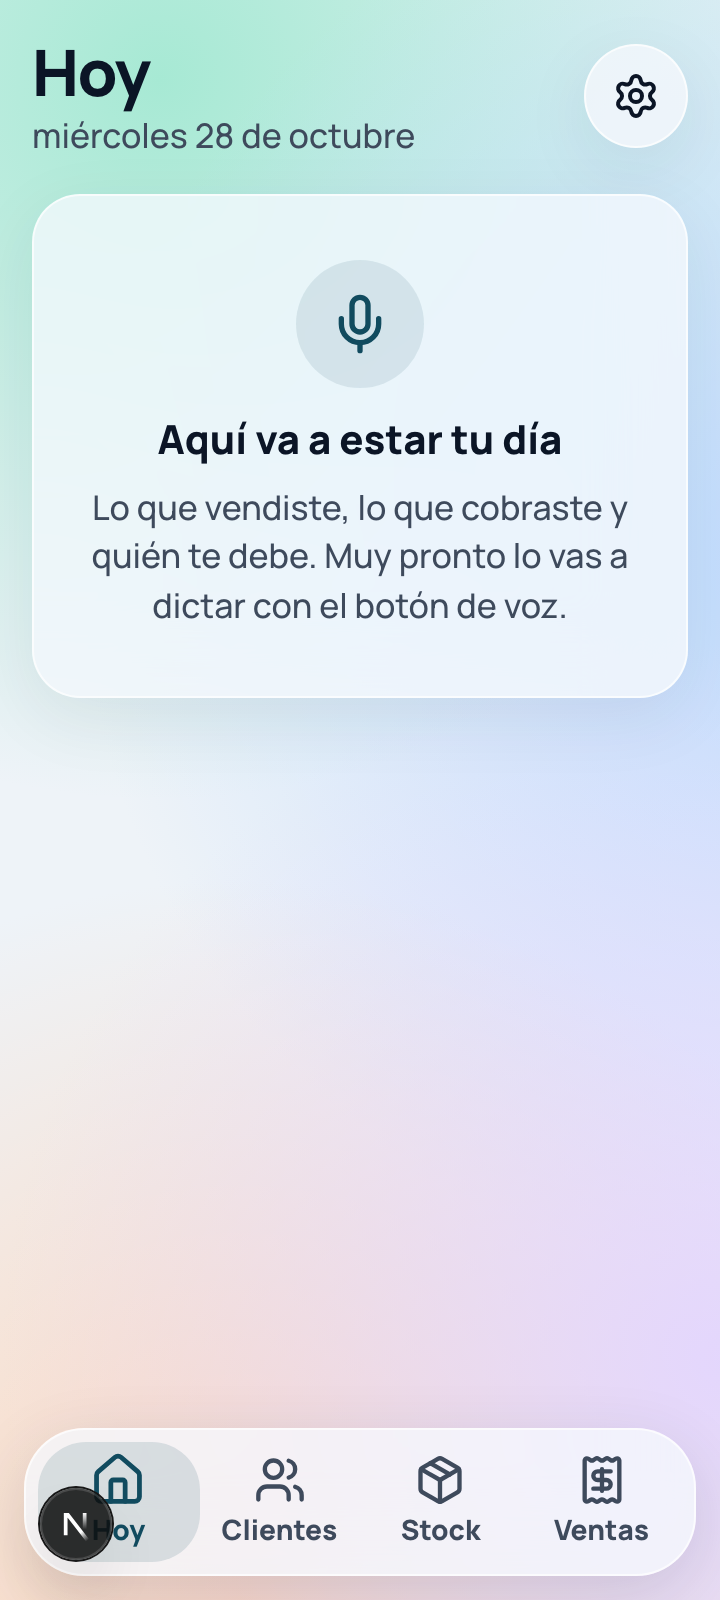 Hoy
miércoles 28 de octubre
Aquí va a estar tu día
Lo que vendiste, lo que cobraste y
quién te debe. Muy pronto lo vas a
dictar con el botón de voz.
N Hoy Clientes Stock Ventas